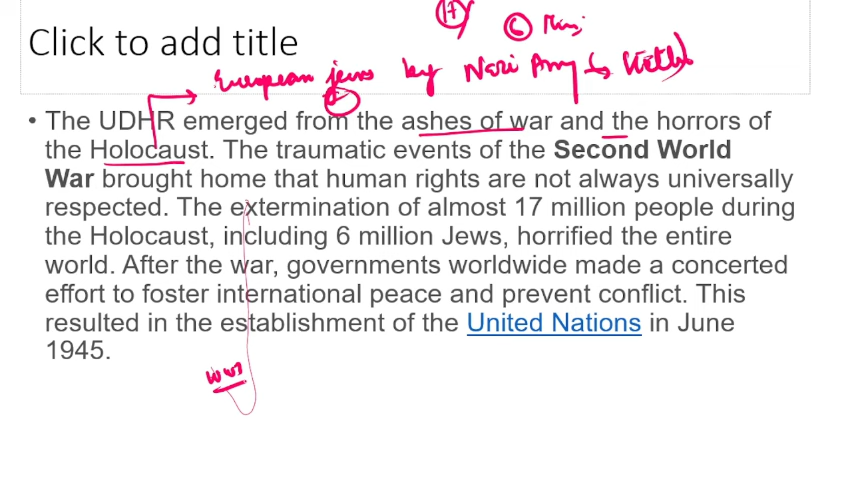 17
6 
Click to add title
European jews by Nazi Army
• The UDHR emerged from the ashes of war and the horrors of
the Holocaust. The traumatic events of the Second World
War brought home that human rights are not always universally
respected. The extermination of almost 17 million people during
the Holocaust, including 6 million Jews, horrified the entire
world. After the war, governments worldwide made a concerted
effort to foster international peace and prevent conflict. This
resulted in the establishment of the United Nations in June
1945.